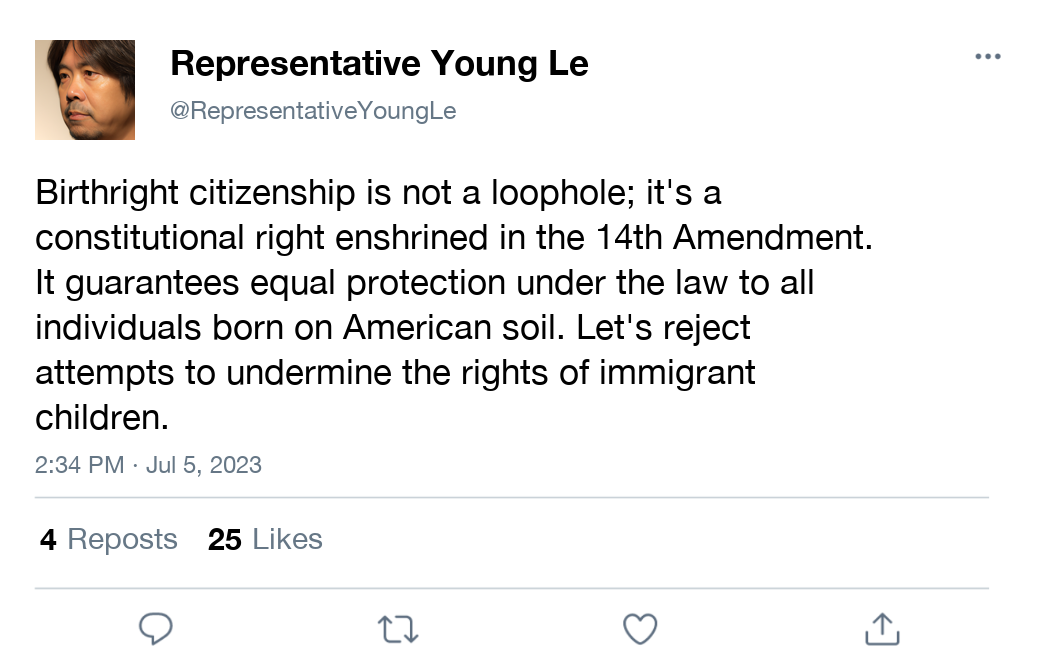 Representative Young Le
@RepresentativeYoungLe
Birthright citizenship is not a loophole; it's a
constitutional right enshrined in the 14th Amendment.
It guarantees equal protection under the law to all
individuals born on American soil. Let's reject
attempts to undermine the rights of immigrant
children.
2:34 PM · Jul 5, 2023
4 Reposts 25 Likes